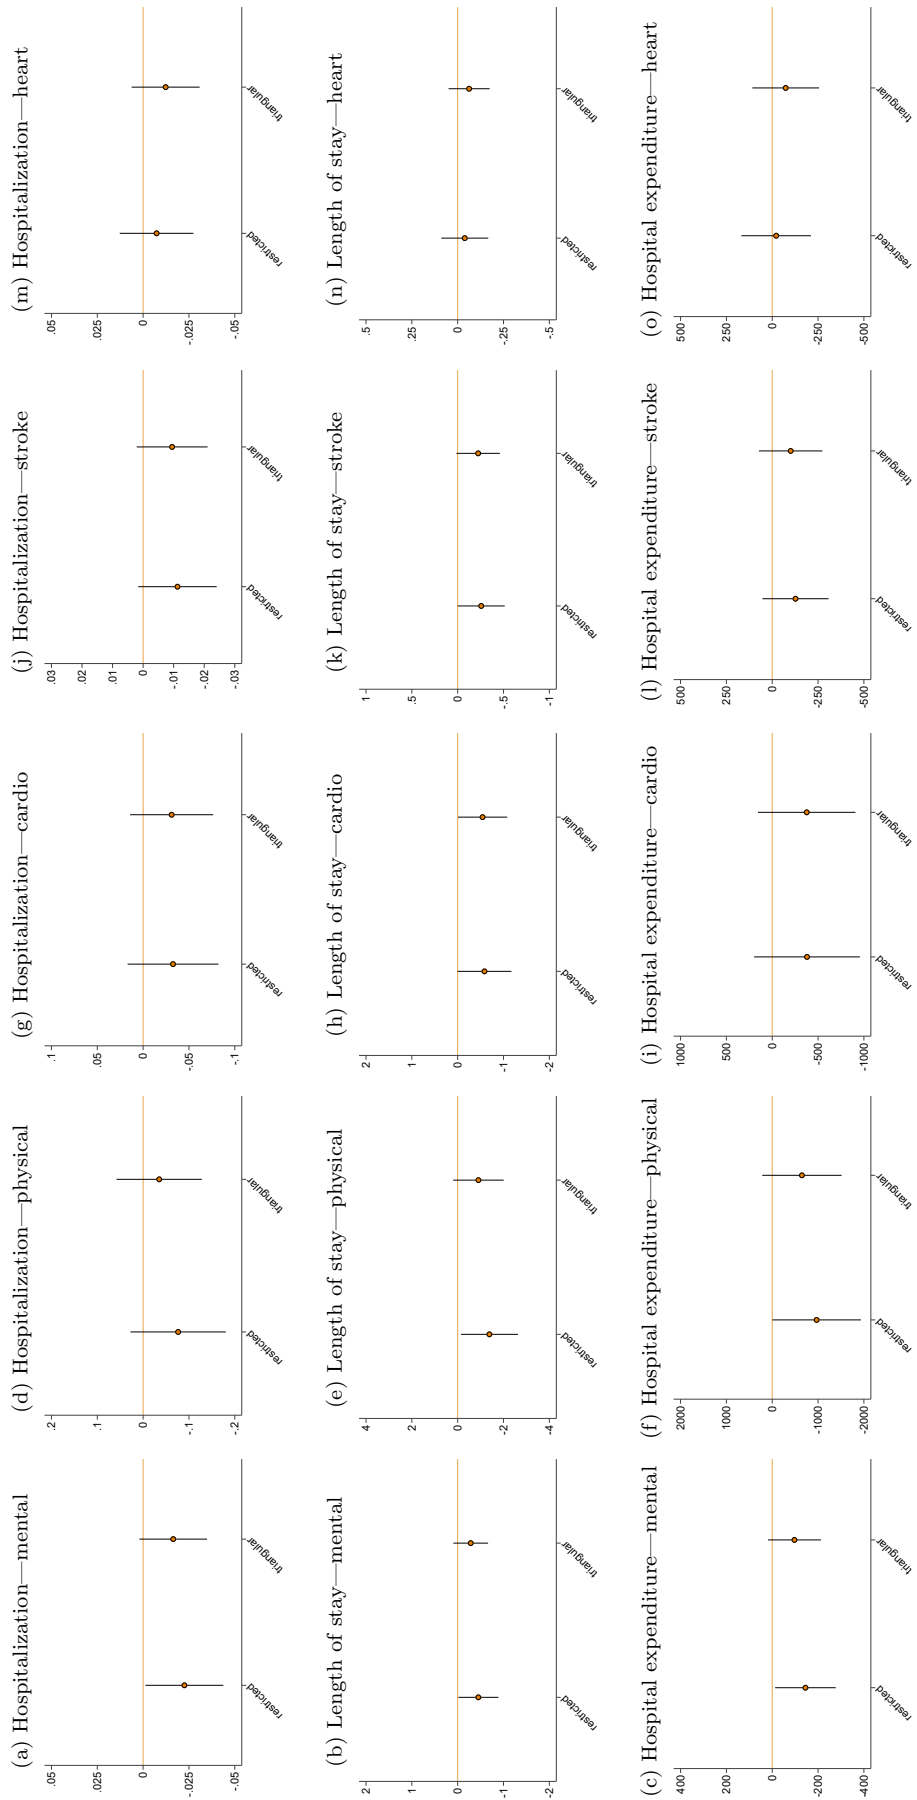 (a) Hospitalization—mental
.05
.025
0
-.025
-.05
restricted
triangular
(d) Hospitalization—physical
.2
.1
0
-.1
-.2
restricted
triangular
(g) Hospitalization—cardio
.1
.05
0
-.05
-.1
restricted
triangular
(j) Hospitalization—stroke
.03
.02
.01
0
-.01
-.02
-.03
restricted
triangular
(m) Hospitalization—heart
.05
.025
0
-.025
-.05
restricted
triangular
(b) Length of stay—mental
2
1
0
-1
-2
restricted
triangular
(e) Length of stay—physical
4
2
0
-2
-4
restricted
triangular
(h) Length of stay—cardio
2
1
0
-1
-2
restricted
triangular
(k) Length of stay—stroke
1
.5
0
-.5
-1
restricted
triangular
(n) Length of stay—heart
.5
.25
0
-.25
-.5
restricted
triangular
(c) Hospital expenditure—mental
400
200
0
-200
-400
restricted
triangular
(f) Hospital expenditure—physical
2000
1000
0
-1000
-2000
restricted
triangular
(i) Hospital expenditure—cardio
1000
500
0
-500
-1000
restricted
triangular
(l) Hospital expenditure—stroke
500
250
0
-250
-500
restricted
triangular
(o) Hospital expenditure—heart
500
250
0
-250
-500
restricted
triangular